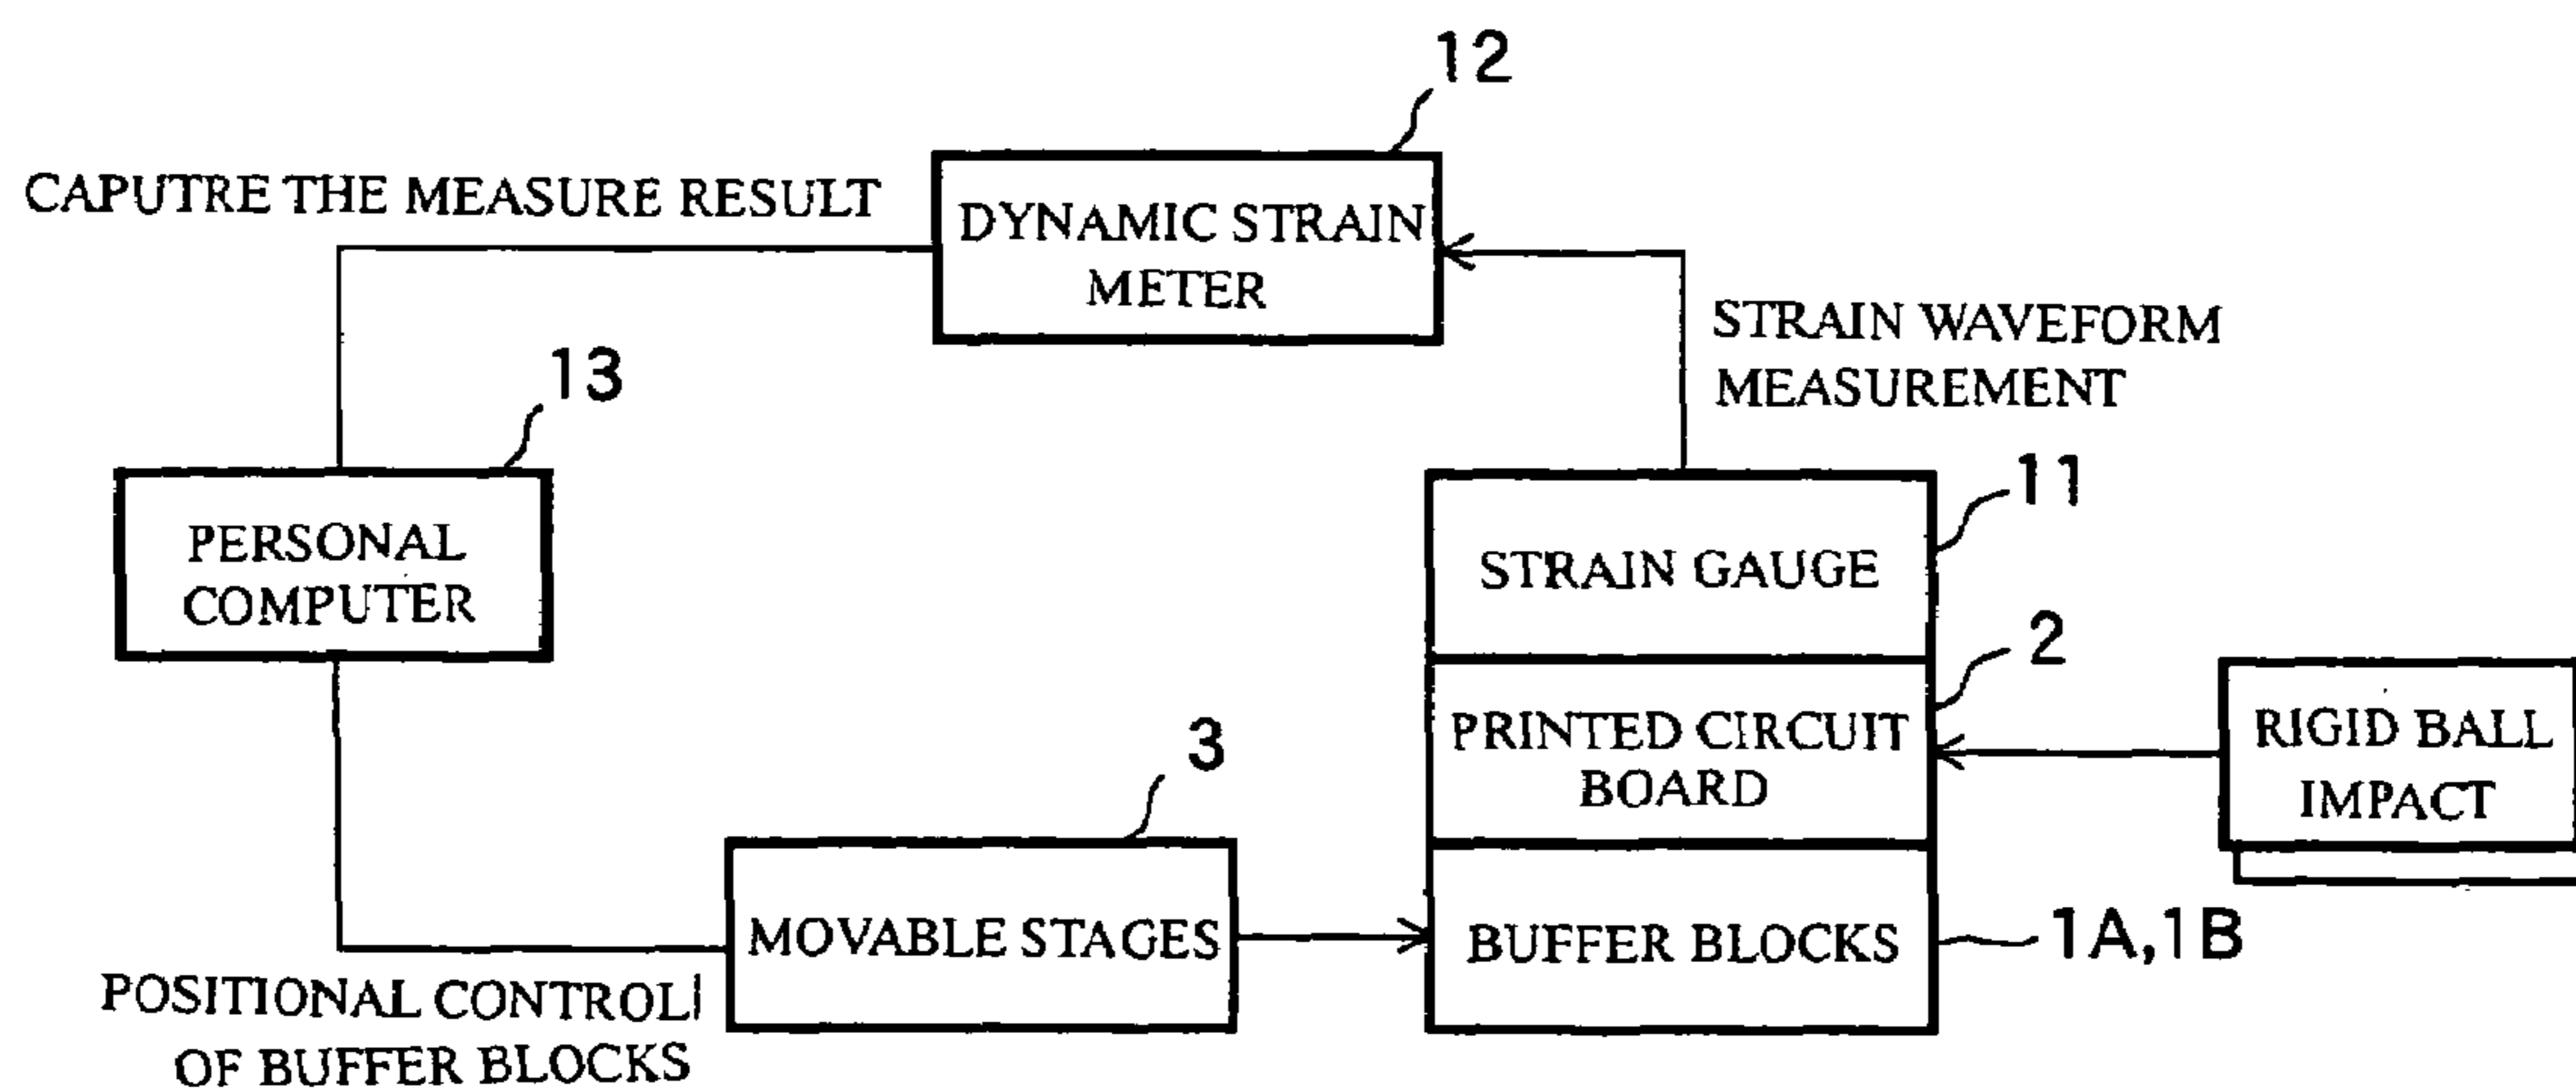 12
CAPUTRE THE MEASURE RESULT
DYNAMIC STRAIN
METER
STRAIN WAVEFORM
MEASUREMENT
13
PERSONAL
COMPUTER
11
STRAIN GAUGE
2
PRINTED CIRCUIT
BOARD
RIGID BALL
IMPACT
3
MOVABLE STAGES
BUFFER BLOCKS
1A,1B
POSITIONAL CONTROL
OF BUFFER BLOCKS